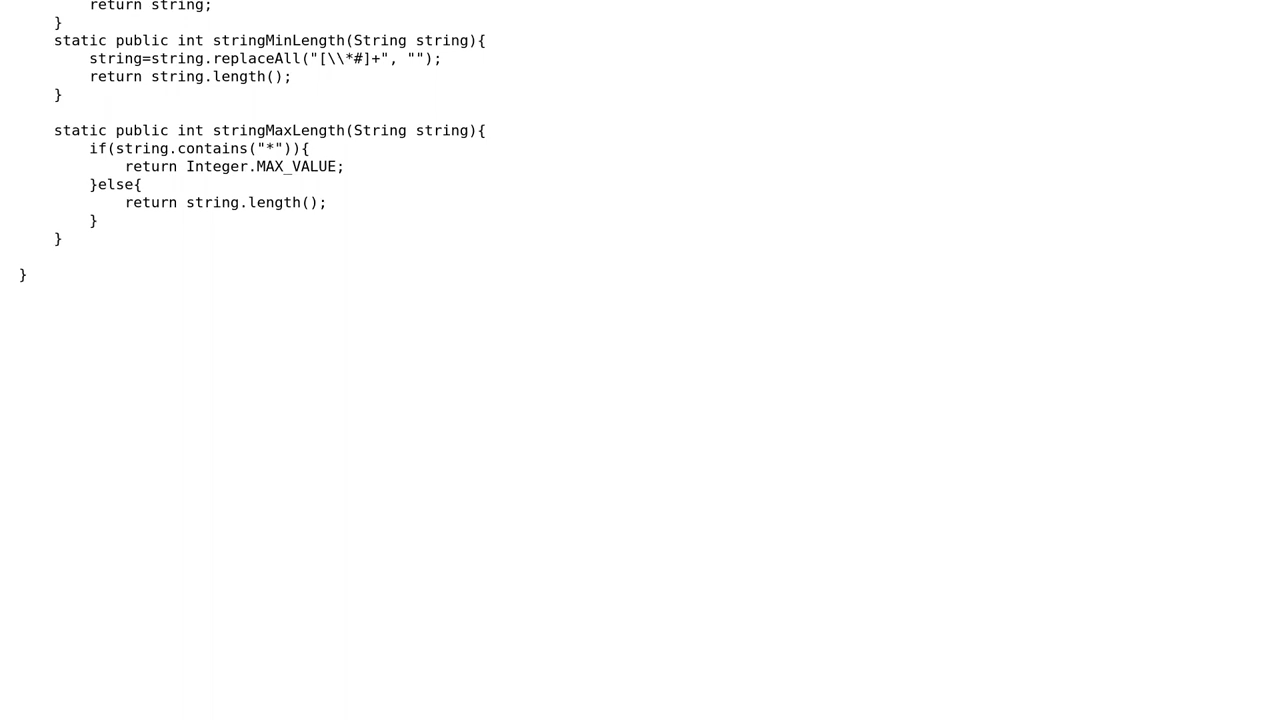 return string;
    }
    static public int stringMinLength(String string){
        string=string.replaceAll("[\\*#]+", "");
        return string.length();
    }

    static public int stringMaxLength(String string){
        if(string.contains("*")){
            return Integer.MAX_VALUE;
        }else{
            return string.length();
        }
    }

}